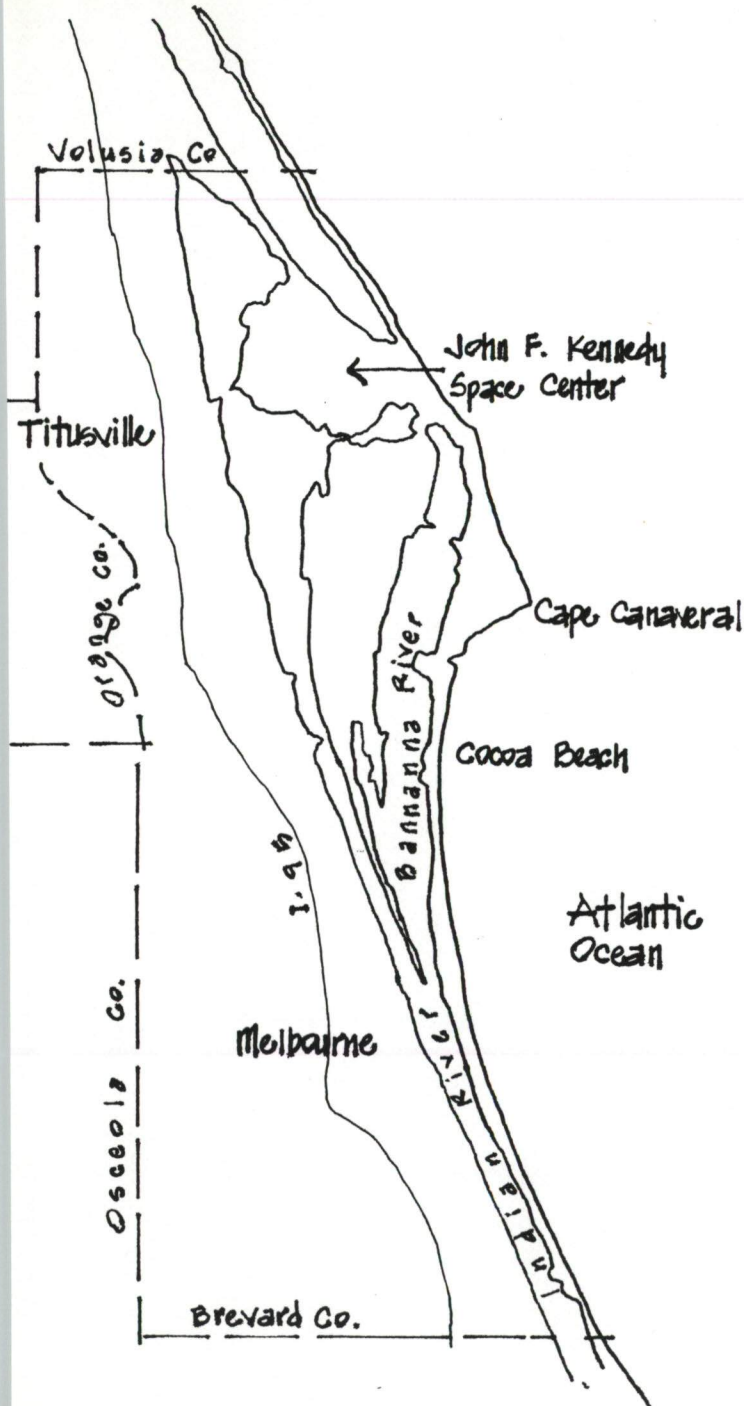 Volusia Co
John F. Kennedy
Space Center
Titusville
Orange Co.
Cape Canaveral
Bannanna River
Cocoa Beach
I.95
Atlantic
Ocean
Melbourne
Osceola Co.
Indian River
Brevard Co.